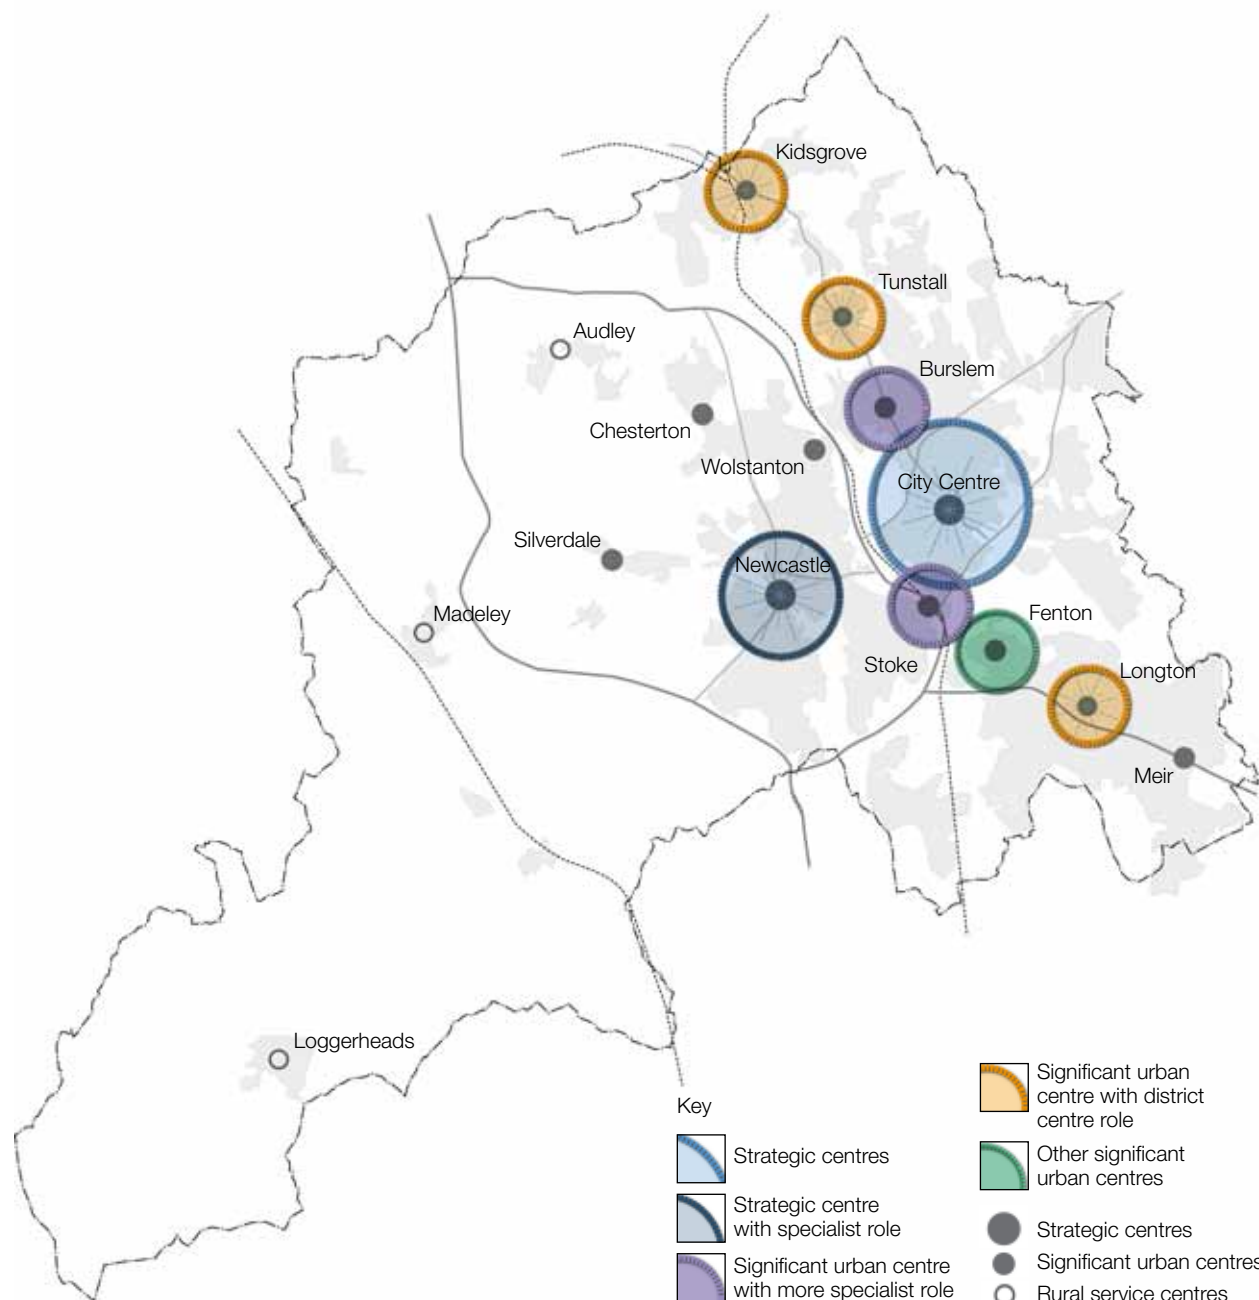 Kidsgrove
Tunstall
Audley
Burslem
Chesterton
Wolstanton
City Centre
Silverdale
Newcastle
Madeley
Fenton
Stoke
Longton
Meir
Loggerheads
Key
Strategic centres
Strategic centre
with specialist role
Significant urban centre
with more specialist role
Significant urban
centre with district
centre role
Other significant
urban centres
Strategic centres
Significant urban centres
Rural service centres